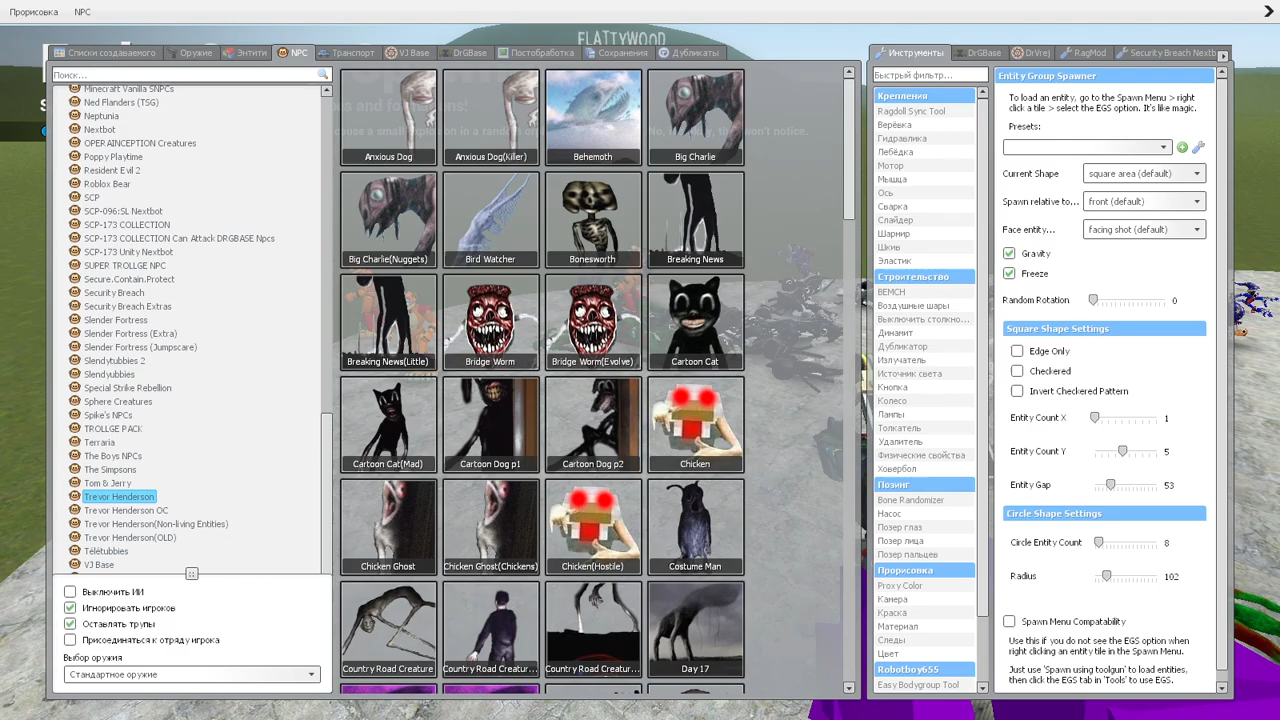 Прорисовка NPC
FLATTYWOOD
Списки создаваемого Оружие Энтити NPC Транспорт VJ Base DrGBase Постобработка Сохранения Дубликаты
Поиск...
Minecraft Vanilla SNPCs
Ned Flanders (TSG)
Neptunia
Nextbot
OPERAINCEPTION Creatures
Poppy Playtime
Resident Evil 2
Roblox Bear
SCP
SCP-096:SL Nextbot
SCP-173 COLLECTION
SCP-173 COLLECTION Can Attack DRGBASE Npcs
SCP-173 Unity Nextbot
SUPER TROLLGE NPC
Secure.Contain.Protect
Security Breach
Security Breach Extras
Slender Fortress
Slender Fortress (Extra)
Slender Fortress (Jumpscare)
Slendytubbies 2
Slendyubbies
Special Strike Rebellion
Sphere Creatures
Spike's NPCs
TROLLGE PACK
Terraria
The Boys NPCs
The Simpsons
Tom & Jerry
Trevor Henderson
Trevor Henderson OC
Trevor Henderson(Non-living Entities)
Trevor Henderson(OLD)
Télétubbies
VJ Base
Выключить ИИ
Игнорировать игроков
Оставлять трупы
Присоединяться к отряду игрока
Выбор оружия
Стандартное оружие
Anxious Dog Anxious Dog(Killer) Behemoth Big Charlie
Big Charlie(Nuggets) Bird Watcher Bonesworth Breaking News
Breaking News(Little) Bridge Worm Bridge Worm(Evolve) Cartoon Cat
Cartoon Cat(Mad) Cartoon Dog p1 Cartoon Dog p2 Chicken
Chicken Ghost Chicken Ghost(Chickens) Chicken(Hostile) Costume Man
Country Road Creature Country Road Creatur... Country Road Creatur... Day 17
Инструменты DrGBase DrVrej RagMod Security Breach Nextb
Быстрый фильтр...
Крепления
Ragdoll Sync Tool
Верёвка
Гидравлика
Лебёдка
Мотор
Мышца
Ось
Сварка
Слайдер
Шарнир
Шкив
Эластик
Строительство
BEMCH
Воздушные шары
Выключить столкно...
Динамит
Дубликатор
Излучатель
Источник света
Кнопка
Колесо
Лампы
Толкатель
Удалитель
Физические свойства
Ховербол
Позинг
Bone Randomizer
Насос
Позер глаз
Позер лица
Позер пальцев
Прорисовка
Proxy Color
Камера
Краска
Материал
Следы
Цвет
Robotboy655
Easy Bodygroup Tool
Entity Group Spawner
To load an entity, go to the Spawn Menu > right
click a tile > select the EGS option. It's like magic.
Presets:
Current Shape square area (default)
Spawn relative to... front (default)
Face entity... facing shot (default)
Gravity
Freeze
Random Rotation 0
Square Shape Settings
Edge Only
Checkered
Invert Checkered Pattern
Entity Count X 1
Entity Count Y 5
Entity Gap 53
Circle Shape Settings
Circle Entity Count 8
Radius 102
Spawn Menu Compatability
Use this if you do not see the EGS option when
right clicking an entity tile in the Spawn Menu.
Just use 'Spawn using toolgun' to load entities,
then click the EGS tab in 'Tools' to use EGS.